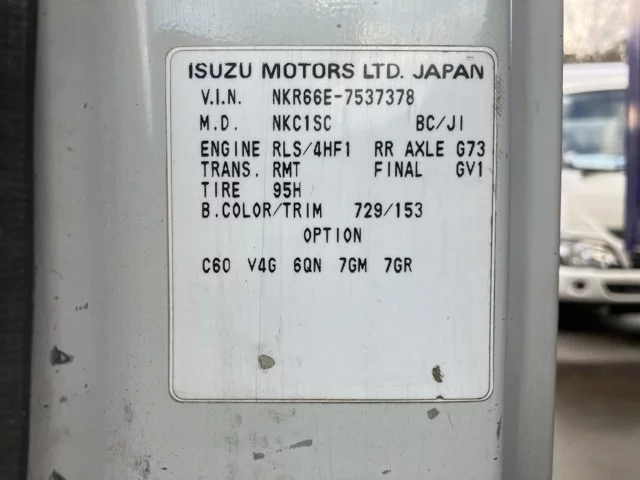 ISUZU MOTORS LTD. JAPAN
V.I.N. NKR66E-7537378
M.D. NKC1SC BC/JI
ENGINE RLS/4HF1 RR AXLE G73
TRANS. RMT FINAL GV1
TIRE 95H
B.COLOR/TRIM 729/153
OPTION
C60 V4G 6QN 7GM 7GR